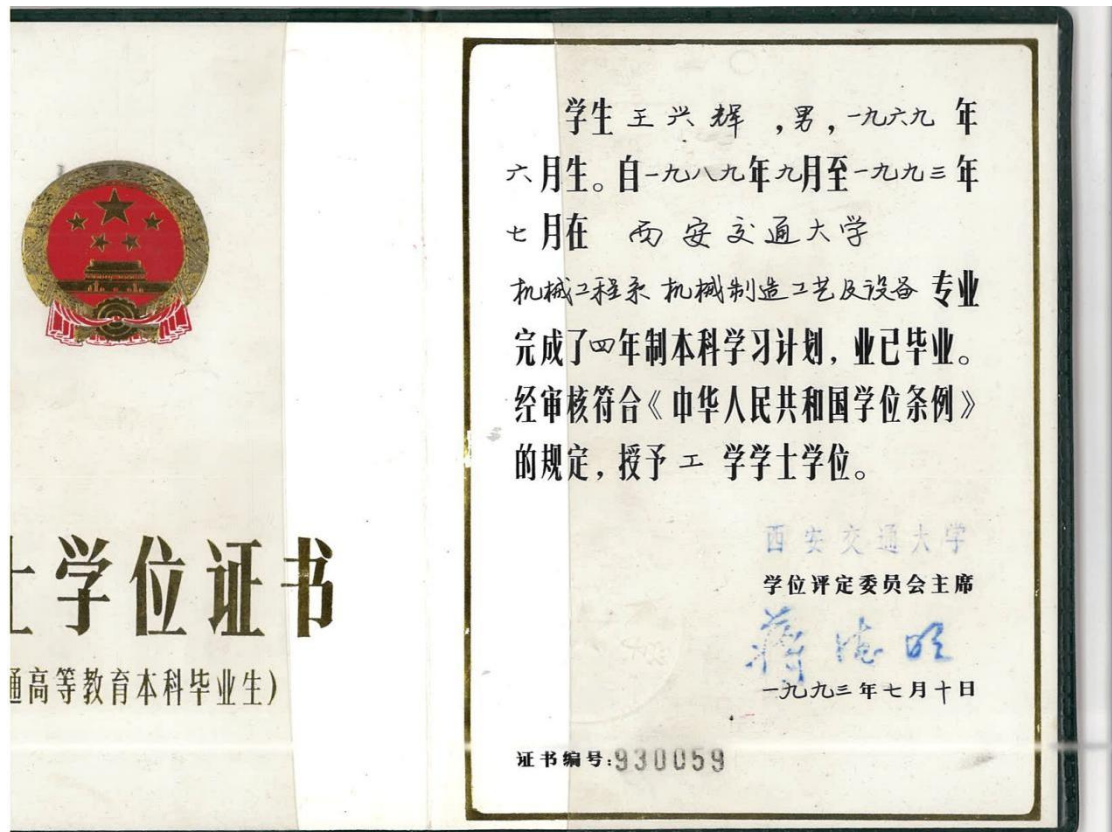 士学位证书
通高等教育本科毕业生)
学生 王兴辉 ,男,一九六九 年
六月生。自一九八九年九月至一九九三年
七月在 西安交通大学
机械工程系 机械制造工艺及设备 专业
完成了四年制本科学习计划,业已毕业。
经审核符合《中华人民共和国学位条例》
的规定,授予 工 学学士学位。
西安交通大学
学位评定委员会主席
蒋德明
一九九三年七月十日
证书编号:930059